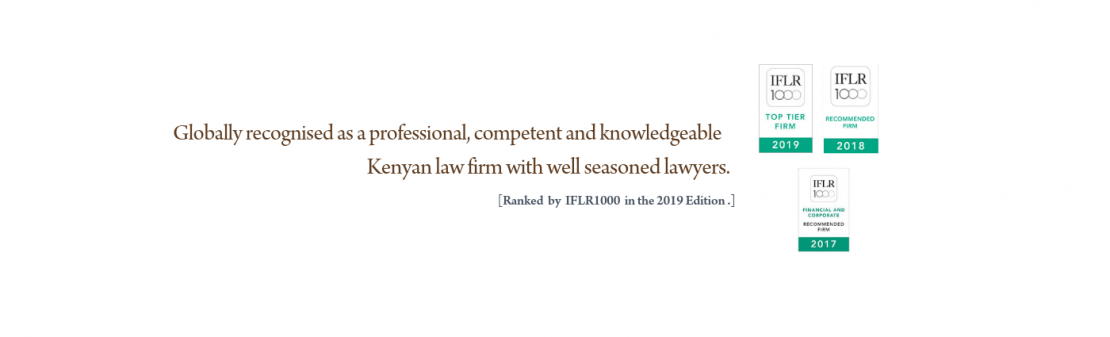 Globally recognised as a professional, competent and knowledgeable
Kenyan law firm with well seasoned lawyers.
[Ranked by IFLR1000 in the 2019 Edition .]
IFLR
1000
TOP TIER
FIRM
2019
IFLR
1000
RECOMMENDED
FIRM
2018
IFLR
1000
FINANCIAL AND
CORPORATE
RECOMMENDED
FIRM
2017